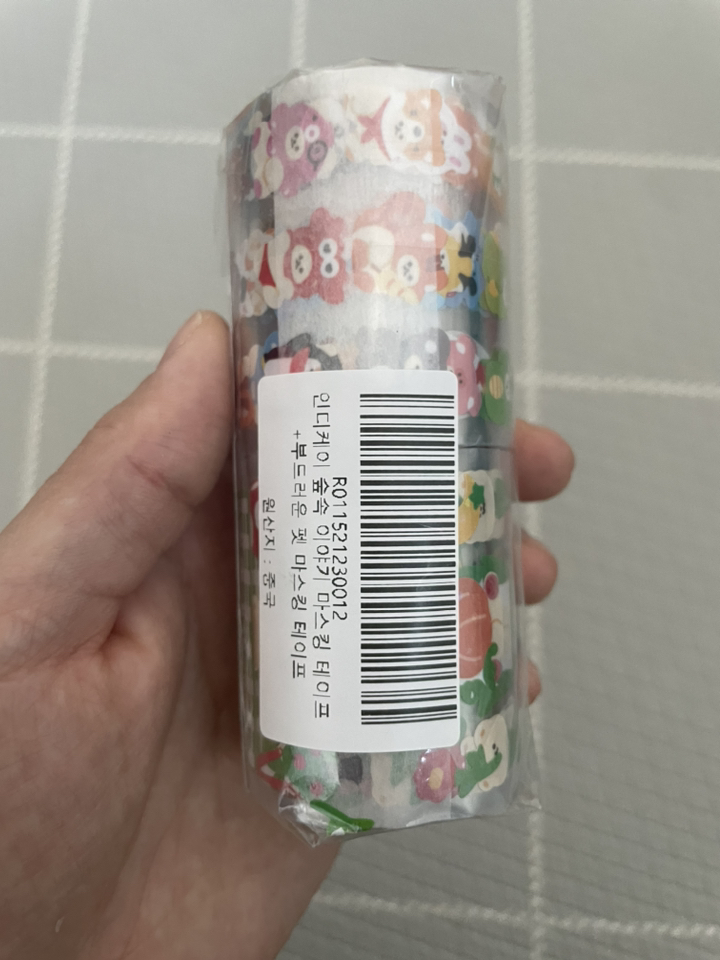 R011521230012
인디케이 숲속 이야기 마스킹 테이프
+부드러운 펫 마스킹 테이프
원산지 : 중국